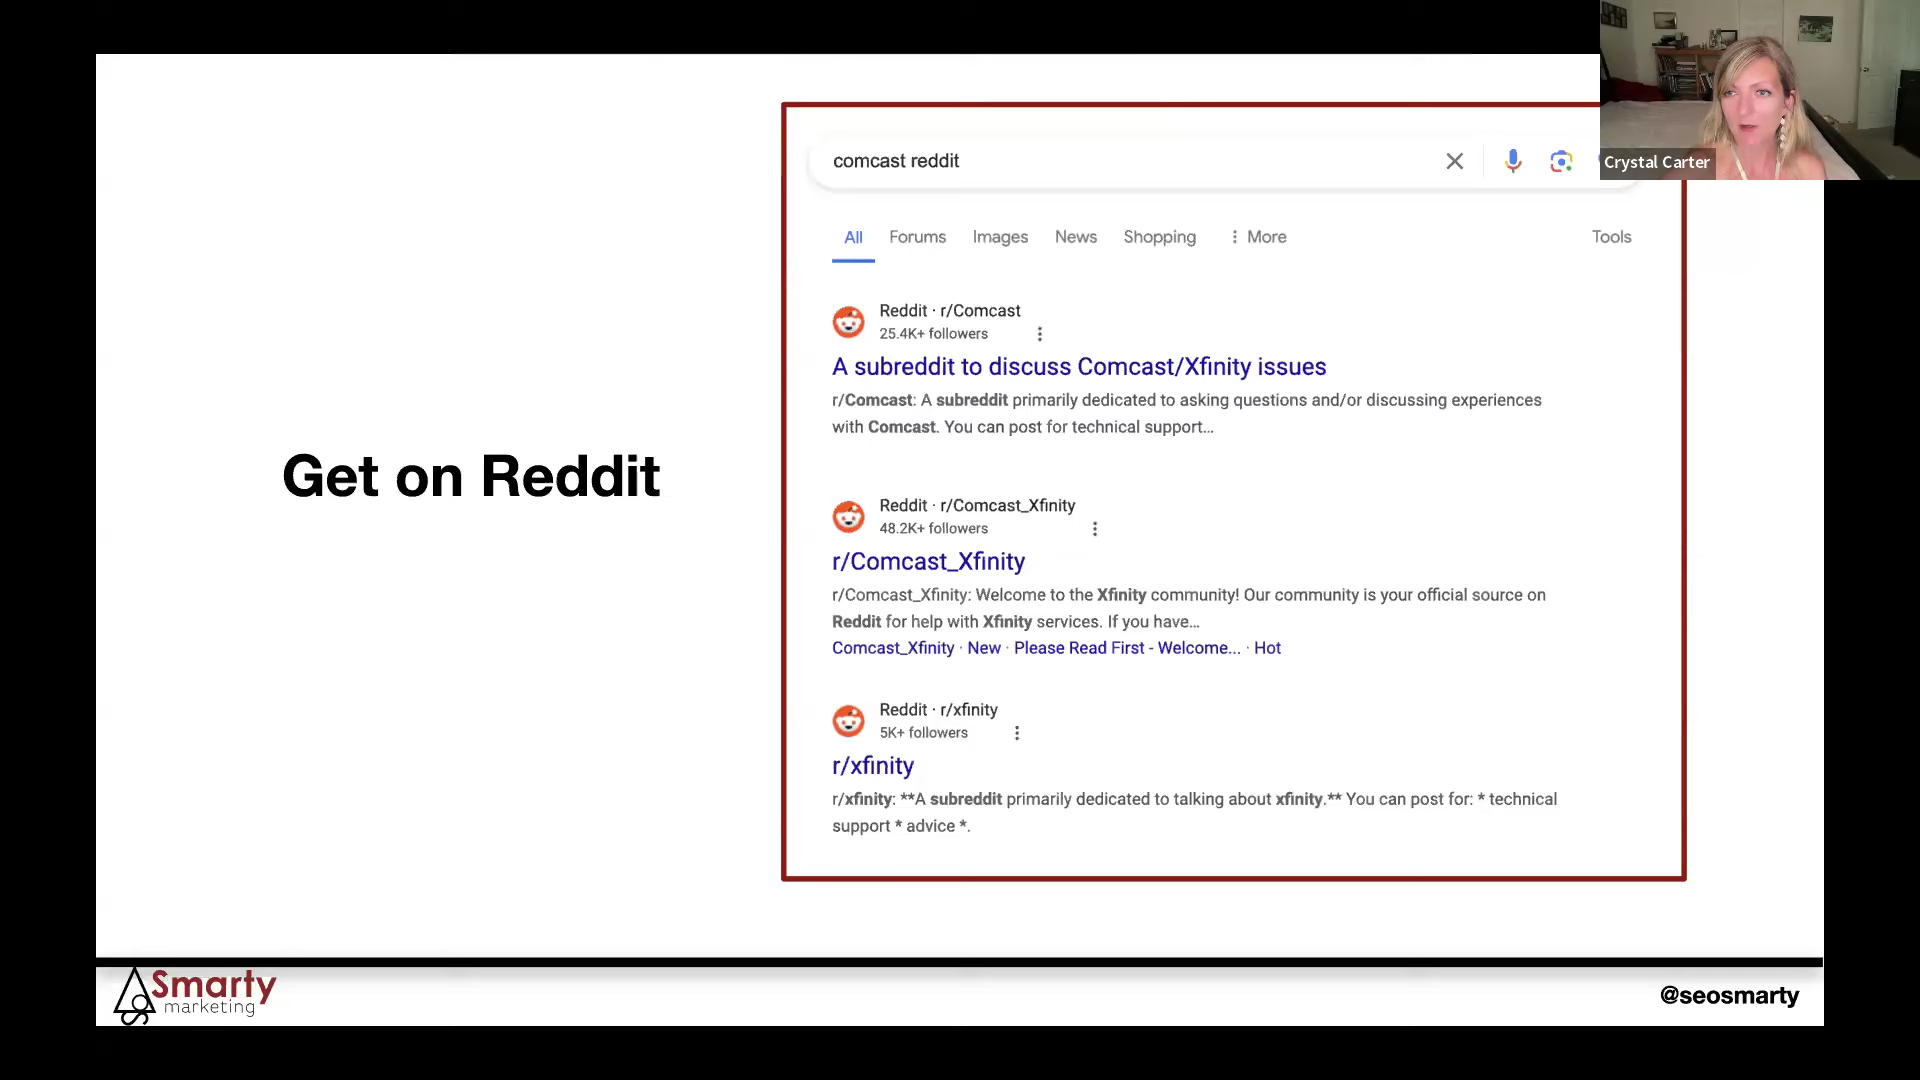 Crystal Carter
Get on Reddit
comcast reddit
All Forums Images News Shopping More Tools
Reddit · r/Comcast
25.4K+ followers
A subreddit to discuss Comcast/Xfinity issues
r/Comcast: A subreddit primarily dedicated to asking questions and/or discussing experiences
with Comcast. You can post for technical support...
Reddit · r/Comcast_Xfinity
48.2K+ followers
r/Comcast_Xfinity
r/Comcast_Xfinity: Welcome to the Xfinity community! Our community is your official source on
Reddit for help with Xfinity services. If you have...
Comcast_Xfinity · New · Please Read First - Welcome... · Hot
Reddit · r/xfinity
5K+ followers
r/xfinity
r/xfinity: **A subreddit primarily dedicated to talking about xfinity.** You can post for: * technical
support * advice *.
Smarty
marketing
@seosmarty